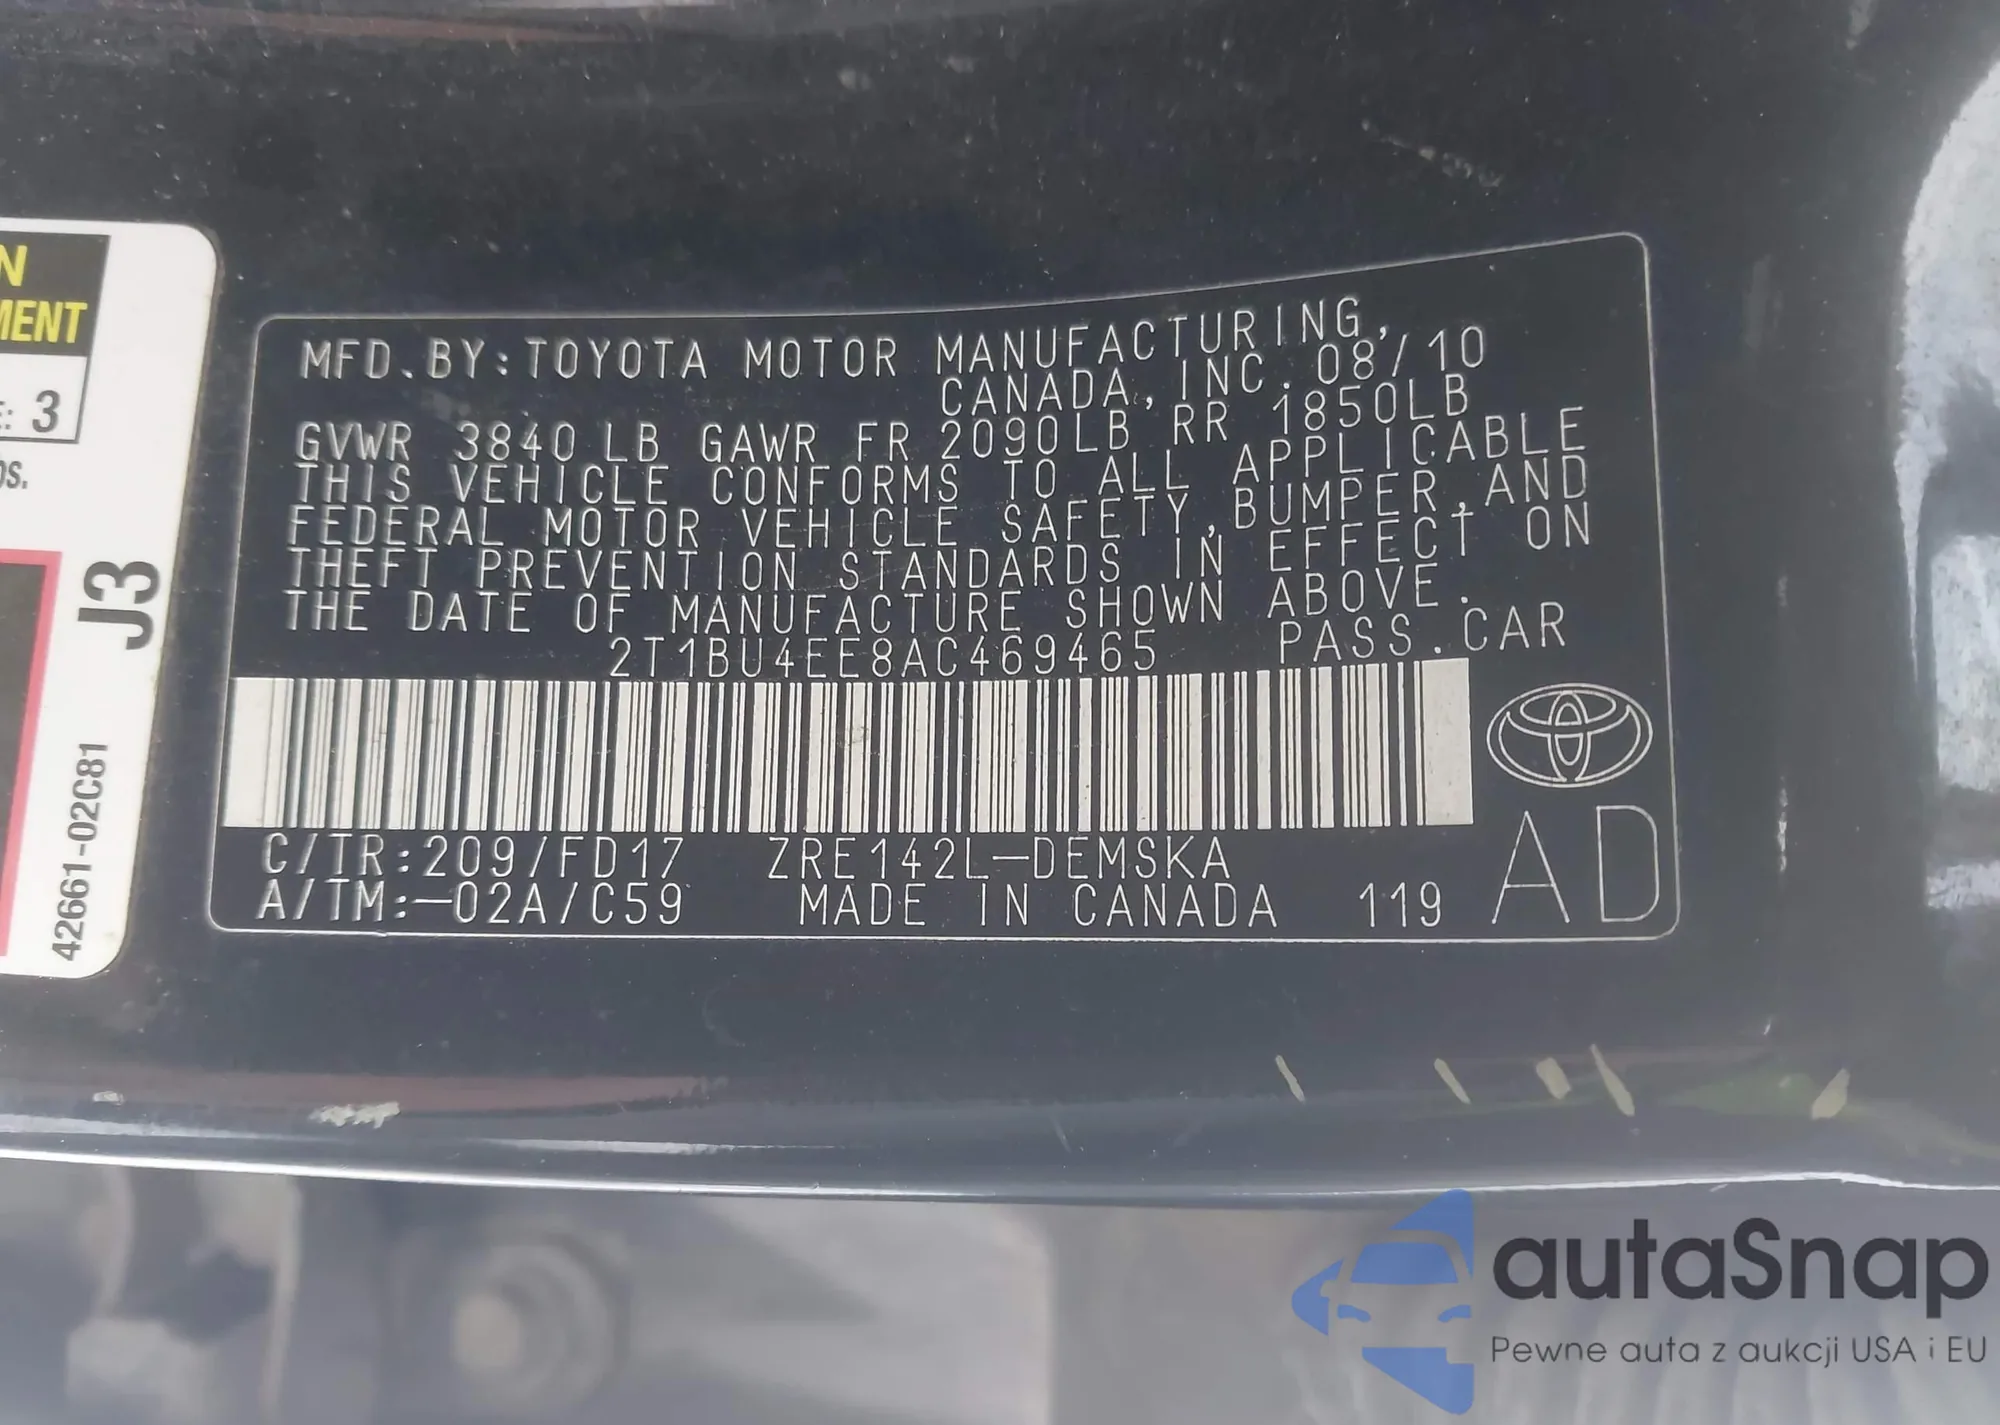 N
MENT
E: 3
os.
J3
42661-02C81
MFD.BY:TOYOTA MOTOR MANUFACTURING,
CANADA, INC. 08/10
GVWR 3840 LB GAWR FR 2090LB RR 1850LB
THIS VEHICLE CONFORMS TO ALL APPLICABLE
FEDERAL MOTOR VEHICLE SAFETY,BUMPER,AND
THEFT PREVENTION STANDARDS IN EFFECT ON
THE DATE OF MANUFACTURE SHOWN ABOVE.
2T1BU4EE8AC469465 PASS.CAR
C/TR:209/FD17 ZRE142L-DEMSKA
A/TM:-02A/C59 MADE IN CANADA 119
AD
autaSnap
Pewne auta z aukcji USA i EU